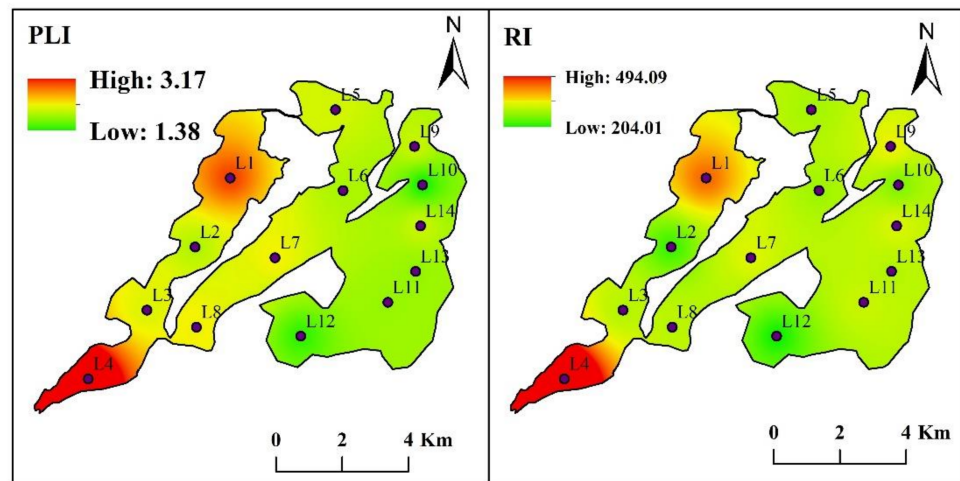 PLI
N
High: 3.17
Low: 1.38
L5
L9
L1
L10
L6
L14
L2
L7
L13
L11
L3
L8
L12
L4
0 2 4 Km
RI
N
High: 494.09
Low: 204.01
L5
L9
L1
L10
L6
L14
L2
L7
L13
L11
L3
L8
L12
L4
0 2 4 Km